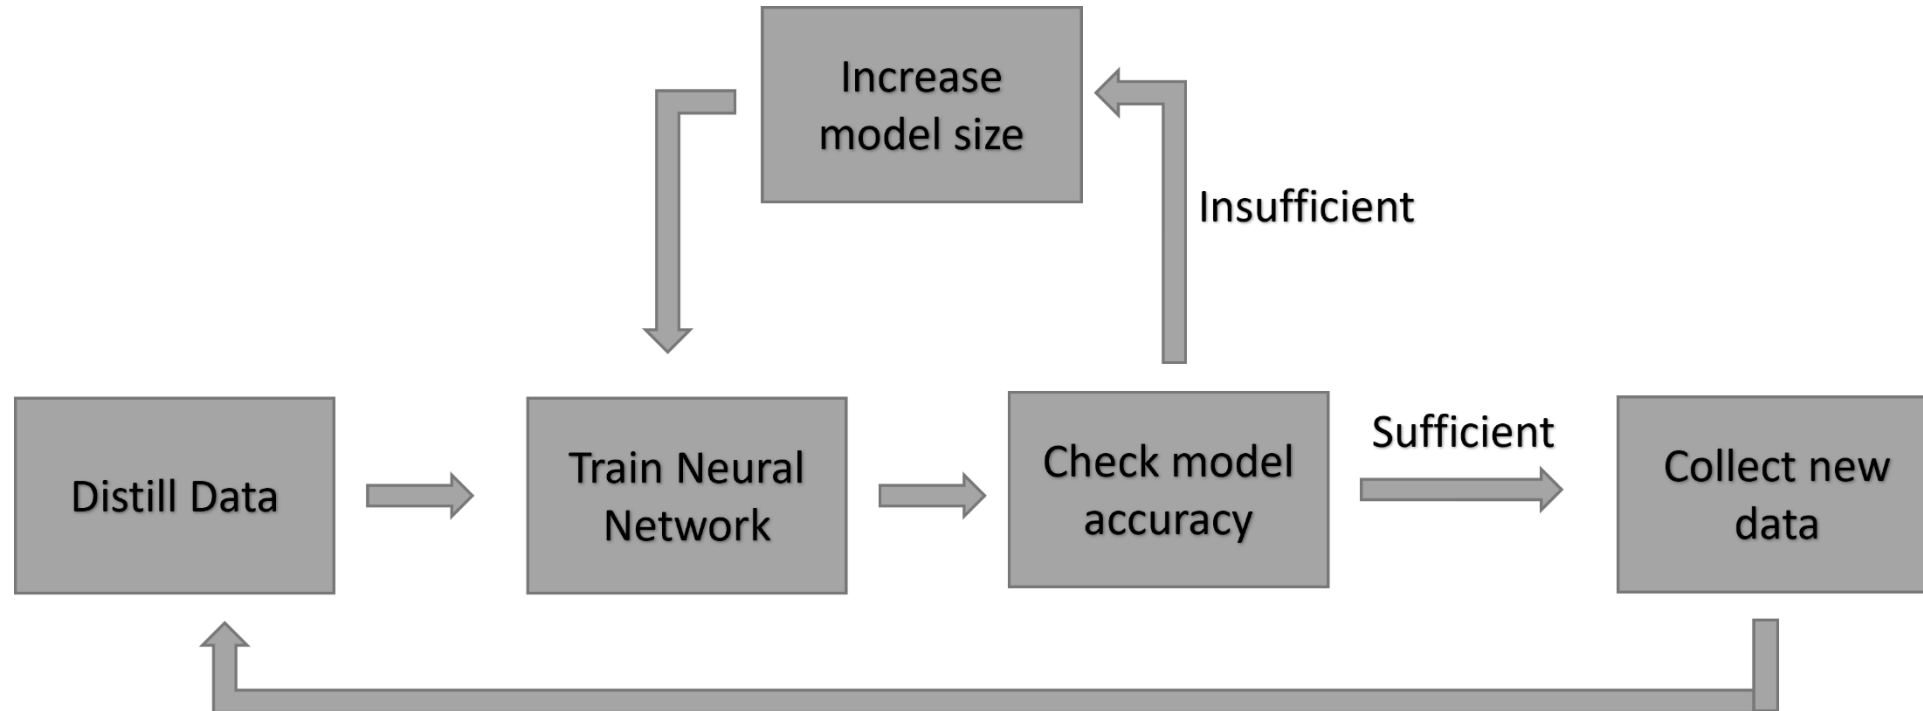 Increase
model size
Insufficient
Distill Data
Train Neural
Network
Check model
accuracy
Sufficient
Collect new
data